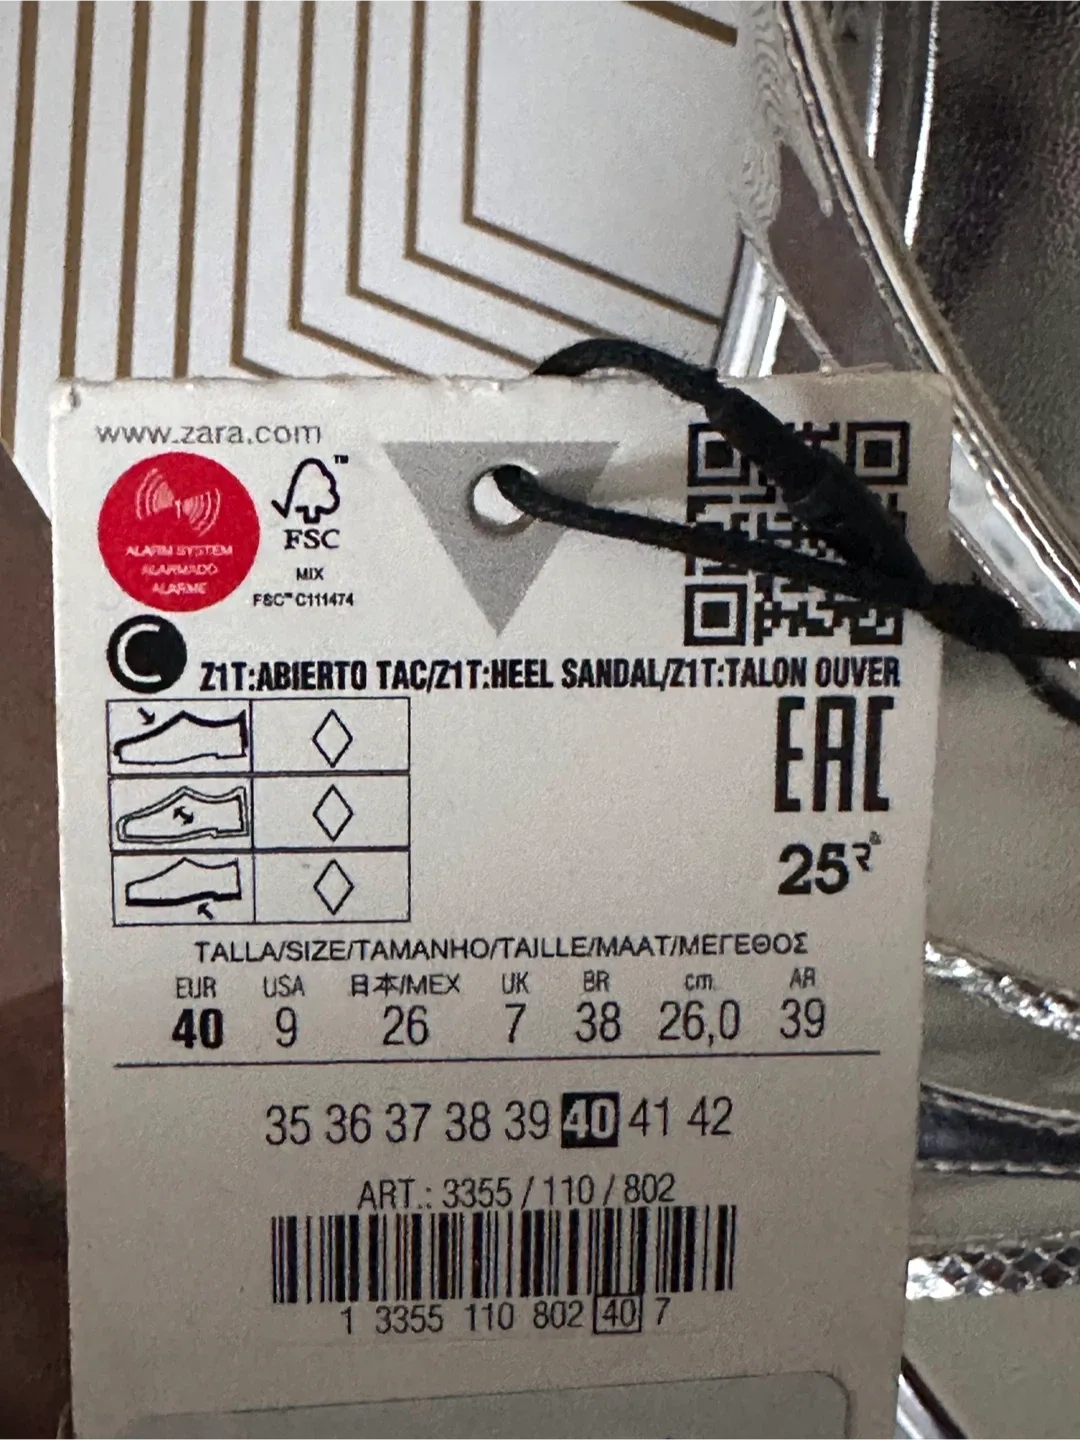 www.zara.com
ALARM SYSTEM
ALARMADO
ALARME
FSC
MIX
FSC™ C111474
Z1T:ABIERTO TAC/Z1T:HEEL SANDAL/Z1T:TALON OUVER
EAC
25
TALLA/SIZE/TAMANHO/TAILLE/MAAT/ΜΕΓΕΘΟΣ
EUR USA 日本/MEX UK BR cm AR
40 9 26 7 38 26,0 39
35 36 37 38 39 40 41 42
ART.: 3355 / 110 / 802
1 3355 110 802 40 7